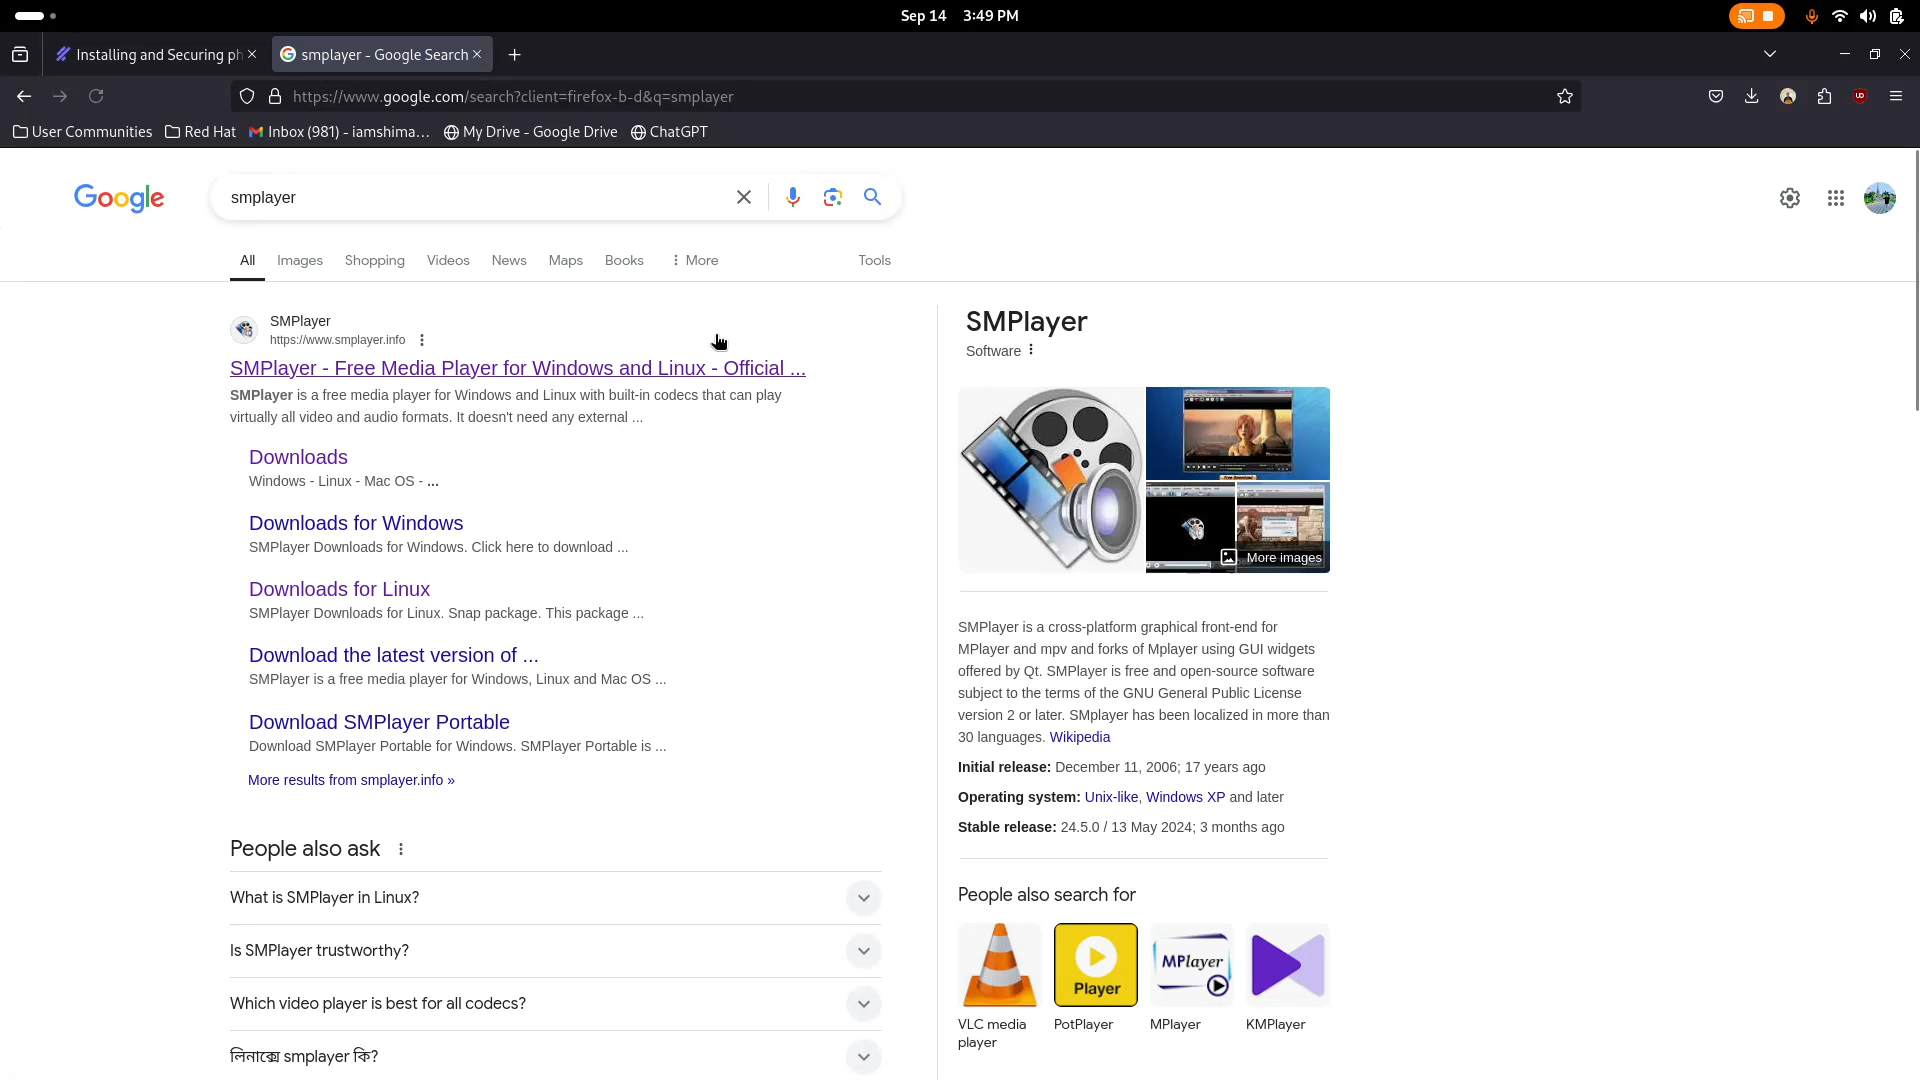 Sep 14 3:49 PM
Installing and Securing ph
smplayer - Google Search
https://www.google.com/search?client=firefox-b-d&q=smplayer
User Communities Red Hat Inbox (981) - iamshima... My Drive - Google Drive ChatGPT
Google
smplayer
All Images Shopping Videos News Maps Books More Tools
SMPlayer
https://www.smplayer.info
SMPlayer - Free Media Player for Windows and Linux - Official ...
SMPlayer is a free media player for Windows and Linux with built-in codecs that can play
virtually all video and audio formats. It doesn't need any external ...
Downloads
Windows - Linux - Mac OS - ...
Downloads for Windows
SMPlayer Downloads for Windows. Click here to download ...
Downloads for Linux
SMPlayer Downloads for Linux. Snap package. This package ...
Download the latest version of ...
SMPlayer is a free media player for Windows, Linux and Mac OS ...
Download SMPlayer Portable
Download SMPlayer Portable for Windows. SMPlayer Portable is ...
More results from smplayer.info »
People also ask
What is SMPlayer in Linux?
Is SMPlayer trustworthy?
Which video player is best for all codecs?
লিনাক্সে smplayer কি?
SMPlayer
Software
More images
SMPlayer is a cross-platform graphical front-end for
MPlayer and mpv and forks of Mplayer using GUI widgets
offered by Qt. SMPlayer is free and open-source software
subject to the terms of the GNU General Public License
version 2 or later. SMplayer has been localized in more than
30 languages. Wikipedia
Initial release: December 11, 2006; 17 years ago
Operating system: Unix-like, Windows XP and later
Stable release: 24.5.0 / 13 May 2024; 3 months ago
People also search for
Player
MPlayer
VLC media
player
PotPlayer
MPlayer
KMPlayer